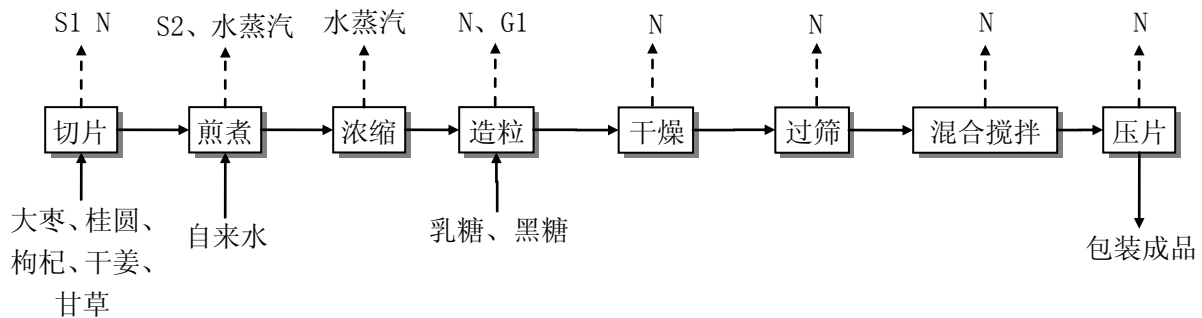 S1 N
S2、水蒸汽
水蒸汽
N、G1
N
N
N
N
切片
煎煮
浓缩
造粒
干燥
过筛
混合搅拌
压片
大枣、桂圆、
枸杞、干姜、
甘草
自来水
乳糖、黑糖
包装成品